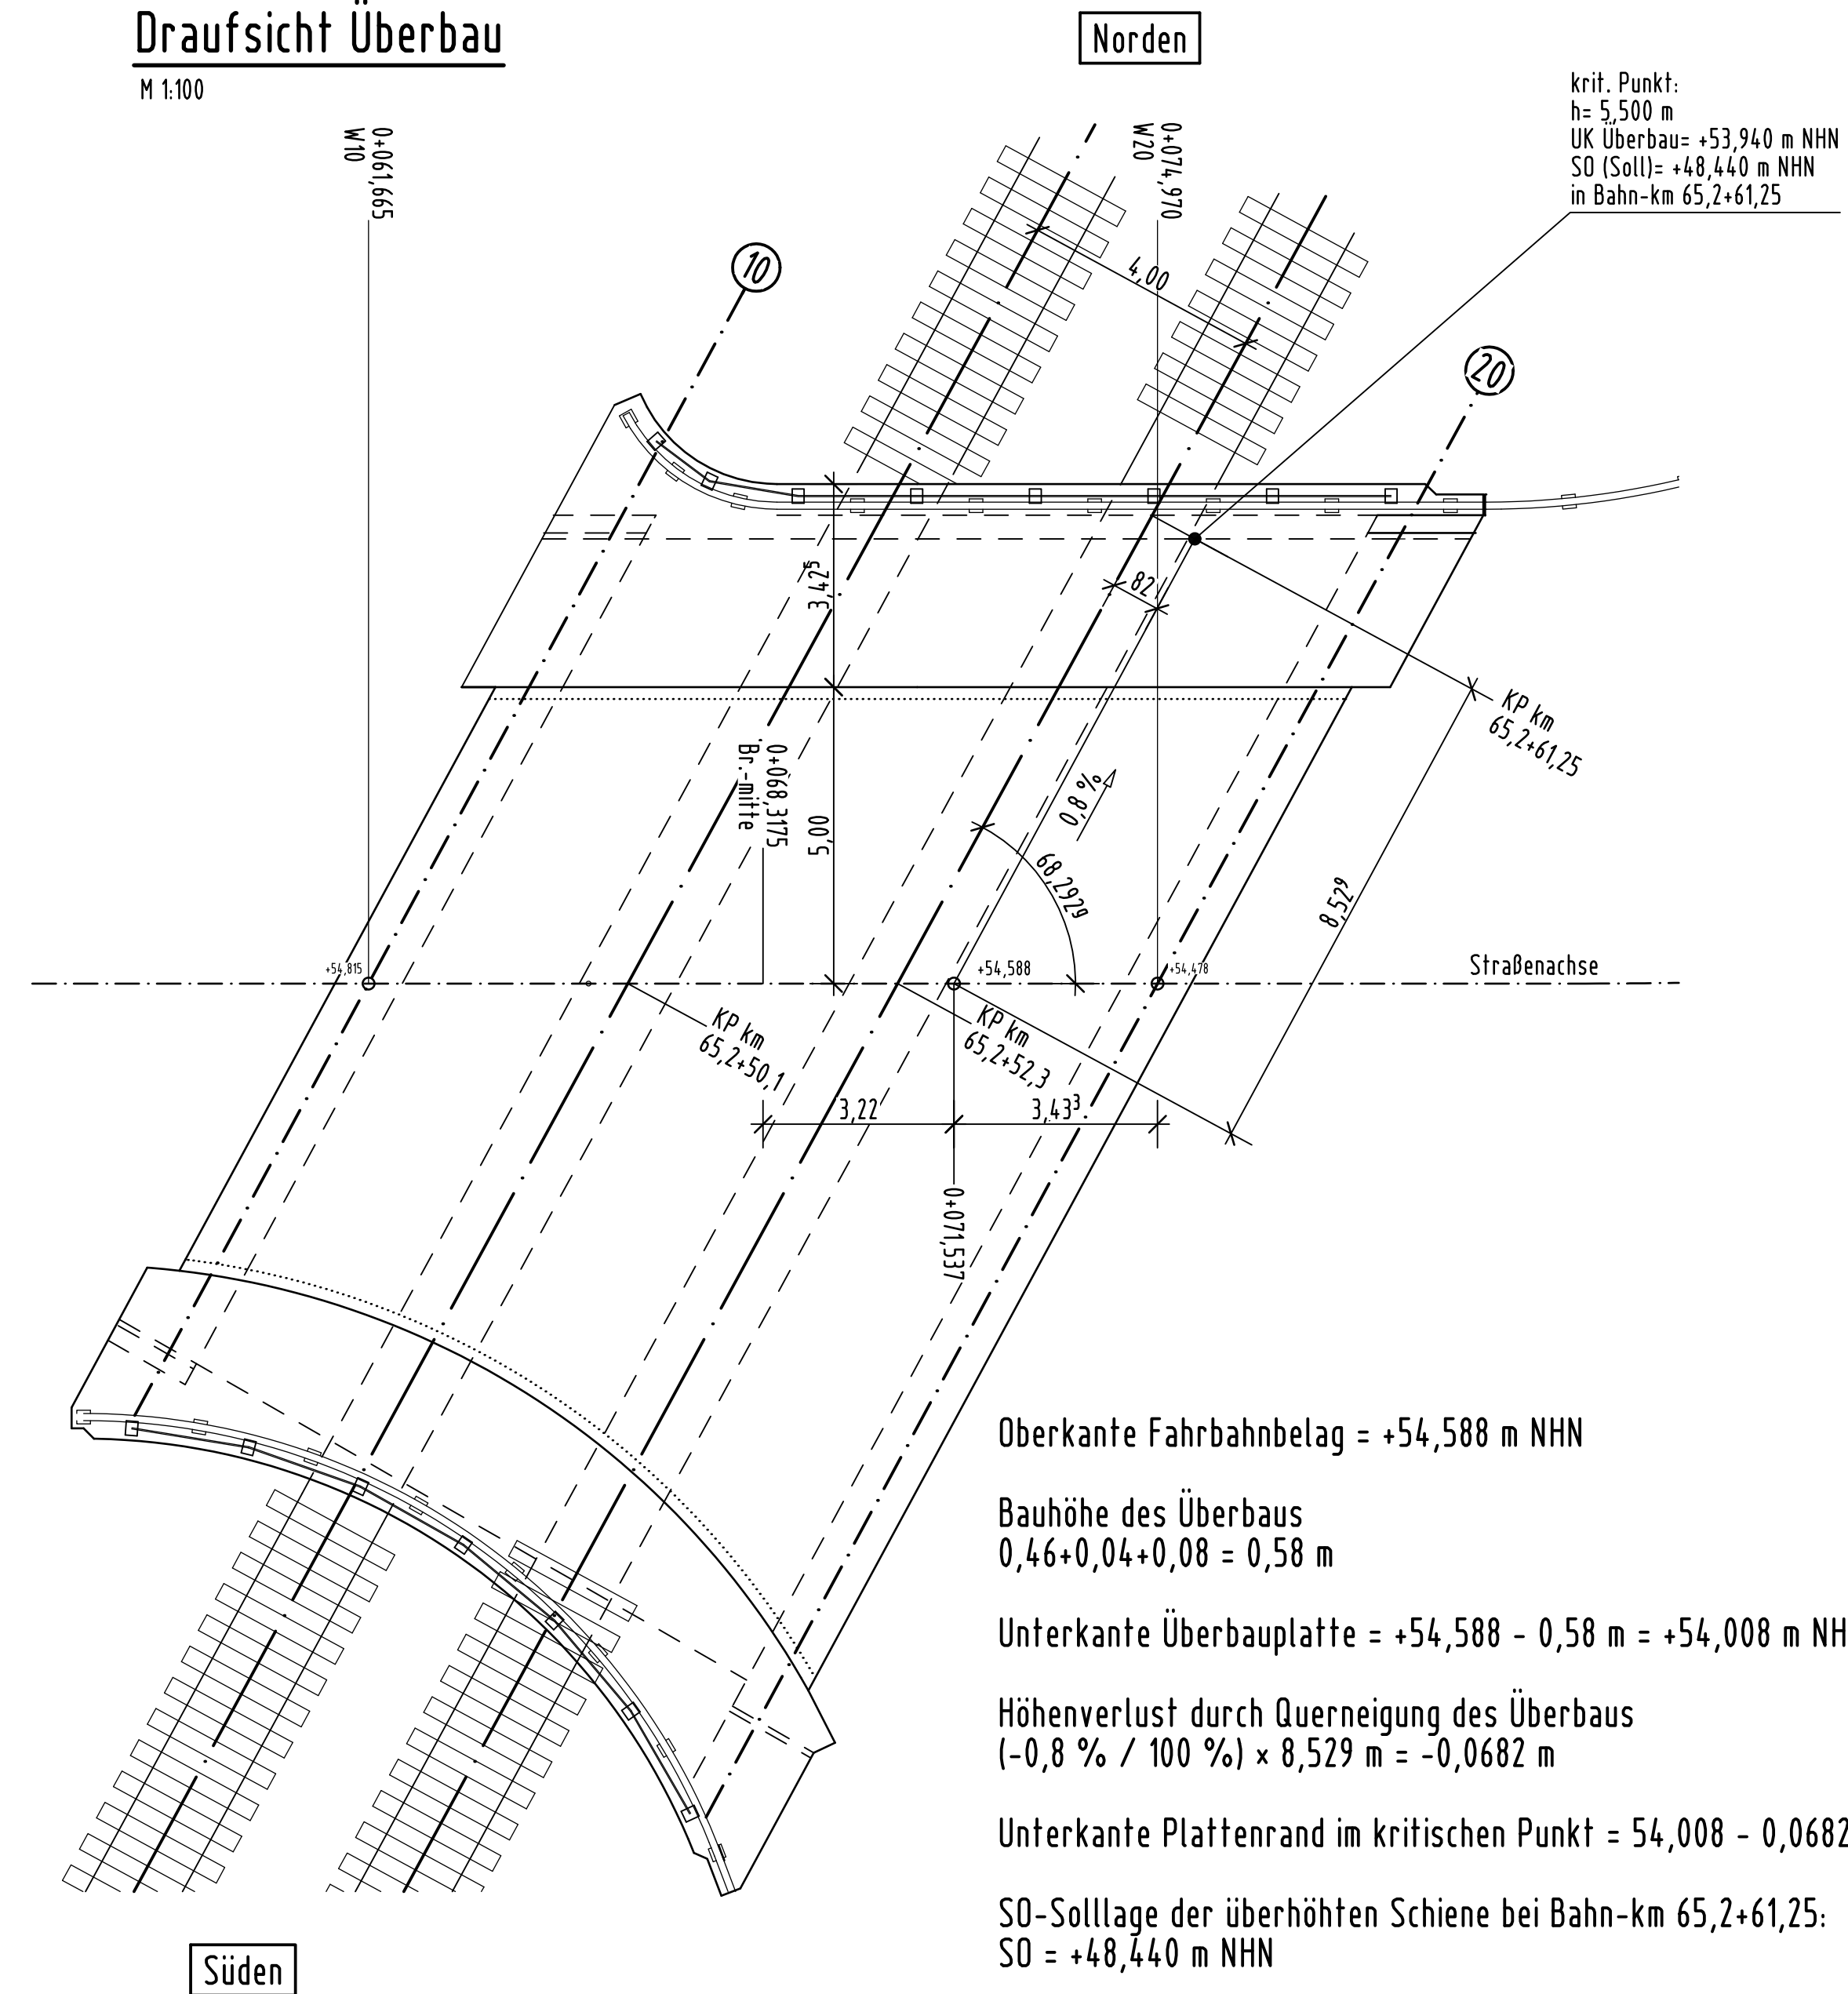 Draufsicht Überbau
M 1:100
Norden
krit. Punkt:
h= 5,500 m
UK Überbau= +53,940 m NHN
SO (Soll)= +48,440 m NHN
in Bahn-km 65,2+61,25
0+061,665
W10
0+074,970
W20
10
4,00
20
3,42⁵
82
KP km
65,2+61,25
0+068,3175
Br.-mitte
5,00
0,8 %
68,292g
8,52⁹
+54,815
+54,588
+54,478
Straßenachse
KP km
65,2+50,1
KP km
65,2+52,3
3,22
3,43³
0+071,537
Oberkante Fahrbahnbelag = +54,588 m NHN
Bauhöhe des Überbaus
0,46+0,04+0,08 = 0,58 m
Unterkante Überbauplatte = +54,588 - 0,58 m = +54,008 m NH
Höhenverlust durch Querneigung des Überbaus
(-0,8 % / 100 %) × 8,529 m = -0,0682 m
Unterkante Plattenrand im kritischen Punkt = 54,008 - 0,0682
SO-Solllage der überhöhten Schiene bei Bahn-km 65,2+61,25:
SO = +48,440 m NHN
Süden